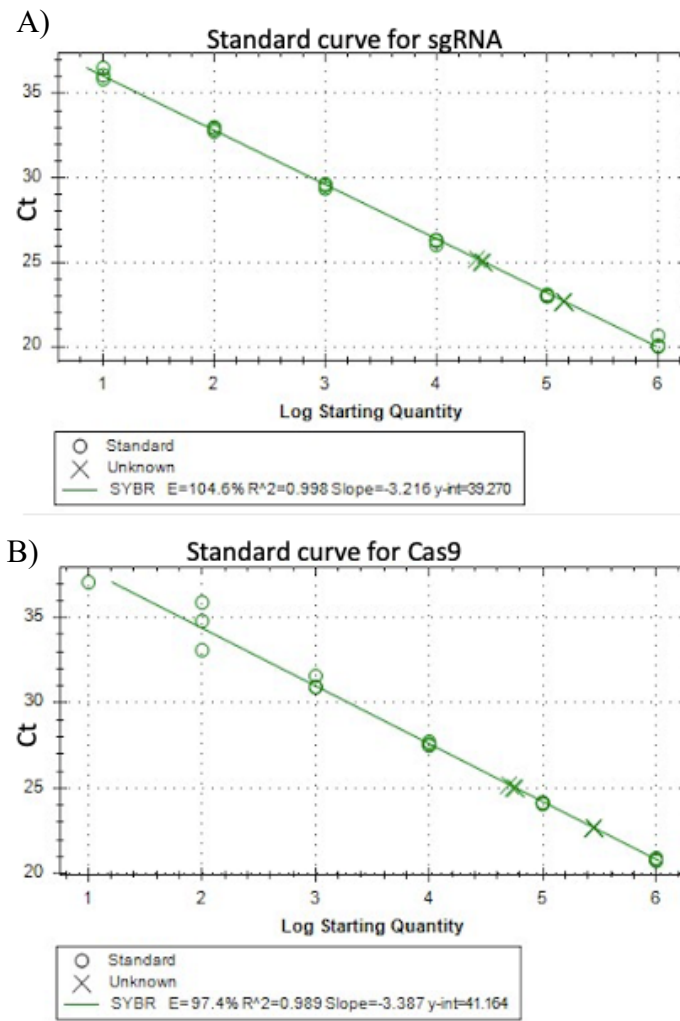 A)
Standard curve for sgRNA
35
30
25
20
Ct
1 2 3 4 5 6
Log Starting Quantity
Standard
Unknown
SYBR E=104.6% R^2=0.998 Slope=-3.216 y-int=39.270
B)
Standard curve for Cas9
35
30
25
20
Ct
1 2 3 4 5 6
Log Starting Quantity
Standard
Unknown
SYBR E=97.4% R^2=0.989 Slope=-3.387 y-int=41.164